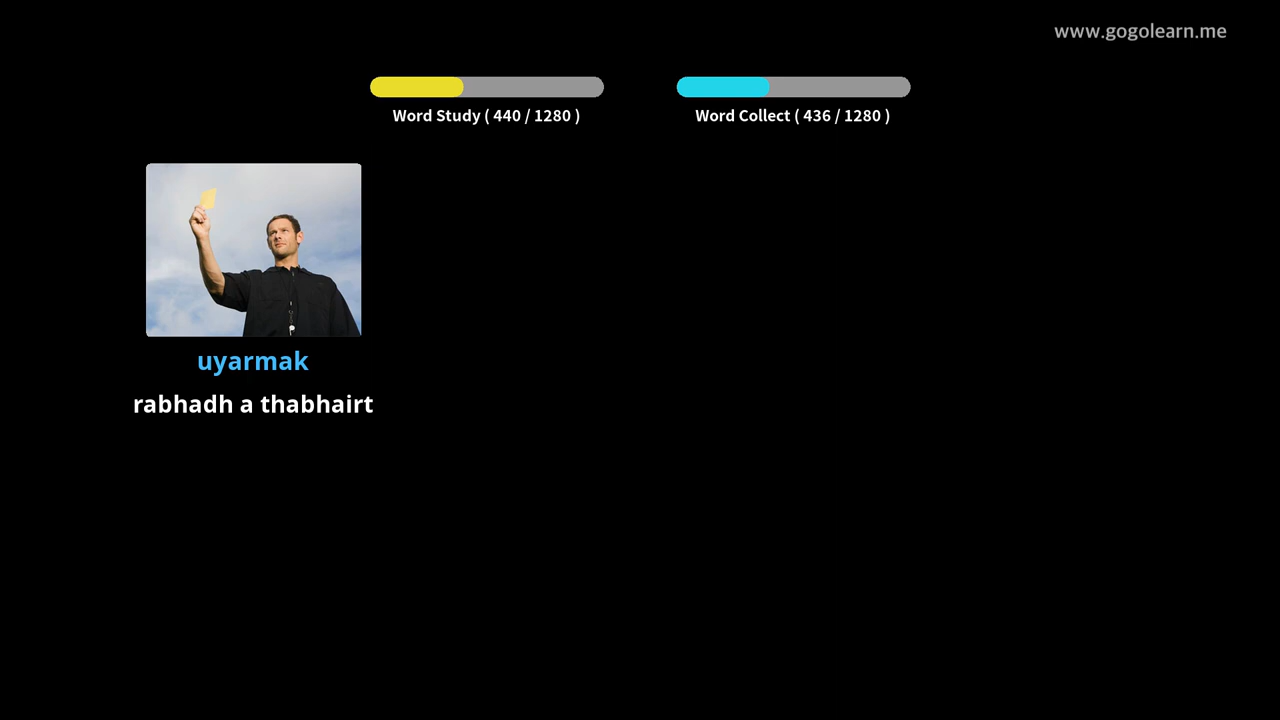 www.gogolearn.me
Word Study ( 440 / 1280 )
Word Collect ( 436 / 1280 )
uyarmak
rabhadh a thabhairt